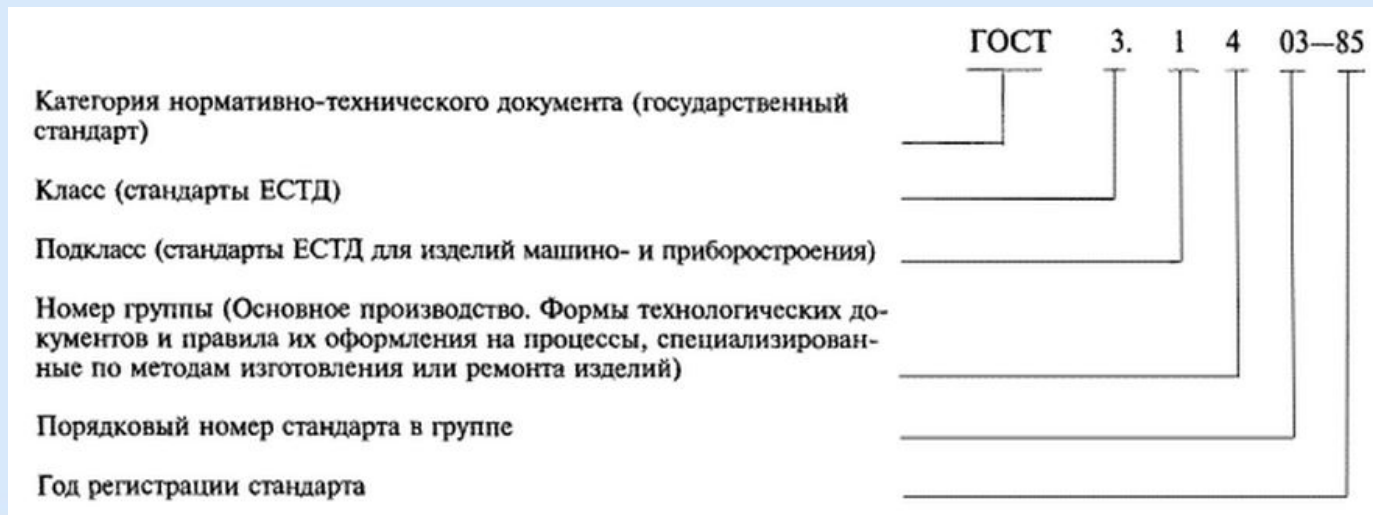 ГОСТ 3. 1 4 03—85
Категория нормативно-технического документа (государственный
стандарт)
Класс (стандарты ЕСТД)
Подкласс (стандарты ЕСТД для изделий машино- и приборостроения)
Номер группы (Основное производство. Формы технологических до-
кументов и правила их оформления на процессы, специализирован-
ные по методам изготовления или ремонта изделий)
Порядковый номер стандарта в группе
Год регистрации стандарта